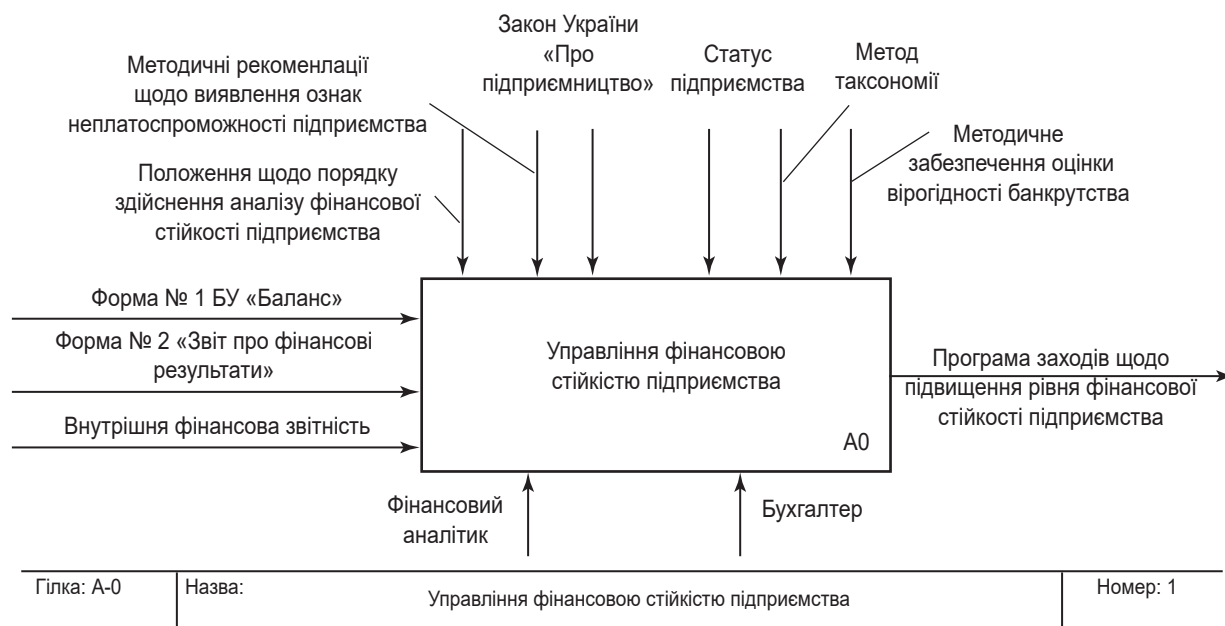 Закон України
«Про
підприємництво»
Статус
підприємства
Метод
таксономії
Методичні рекоменлації
щодо виявлення ознак
неплатоспроможності підприємства
Методичне
забезпечення оцінки
вірогідності банкрутства
Положення щодо порядку
здійснення аналізу фінансової
стійкості підприємства
Форма № 1 БУ «Баланс»
Форма № 2 «Звіт про фінансові
результати»
Внутрішня фінансова звітність
Управління фінансовою
стійкістю підприємства
А0
Програма заходів щодо
підвищення рівня фінансової
стійкості підприємства
Фінансовий
аналітик
Бухгалтер
Гілка: А-0
Назва:
Управління фінансовою стійкістю підприємства
Номер: 1